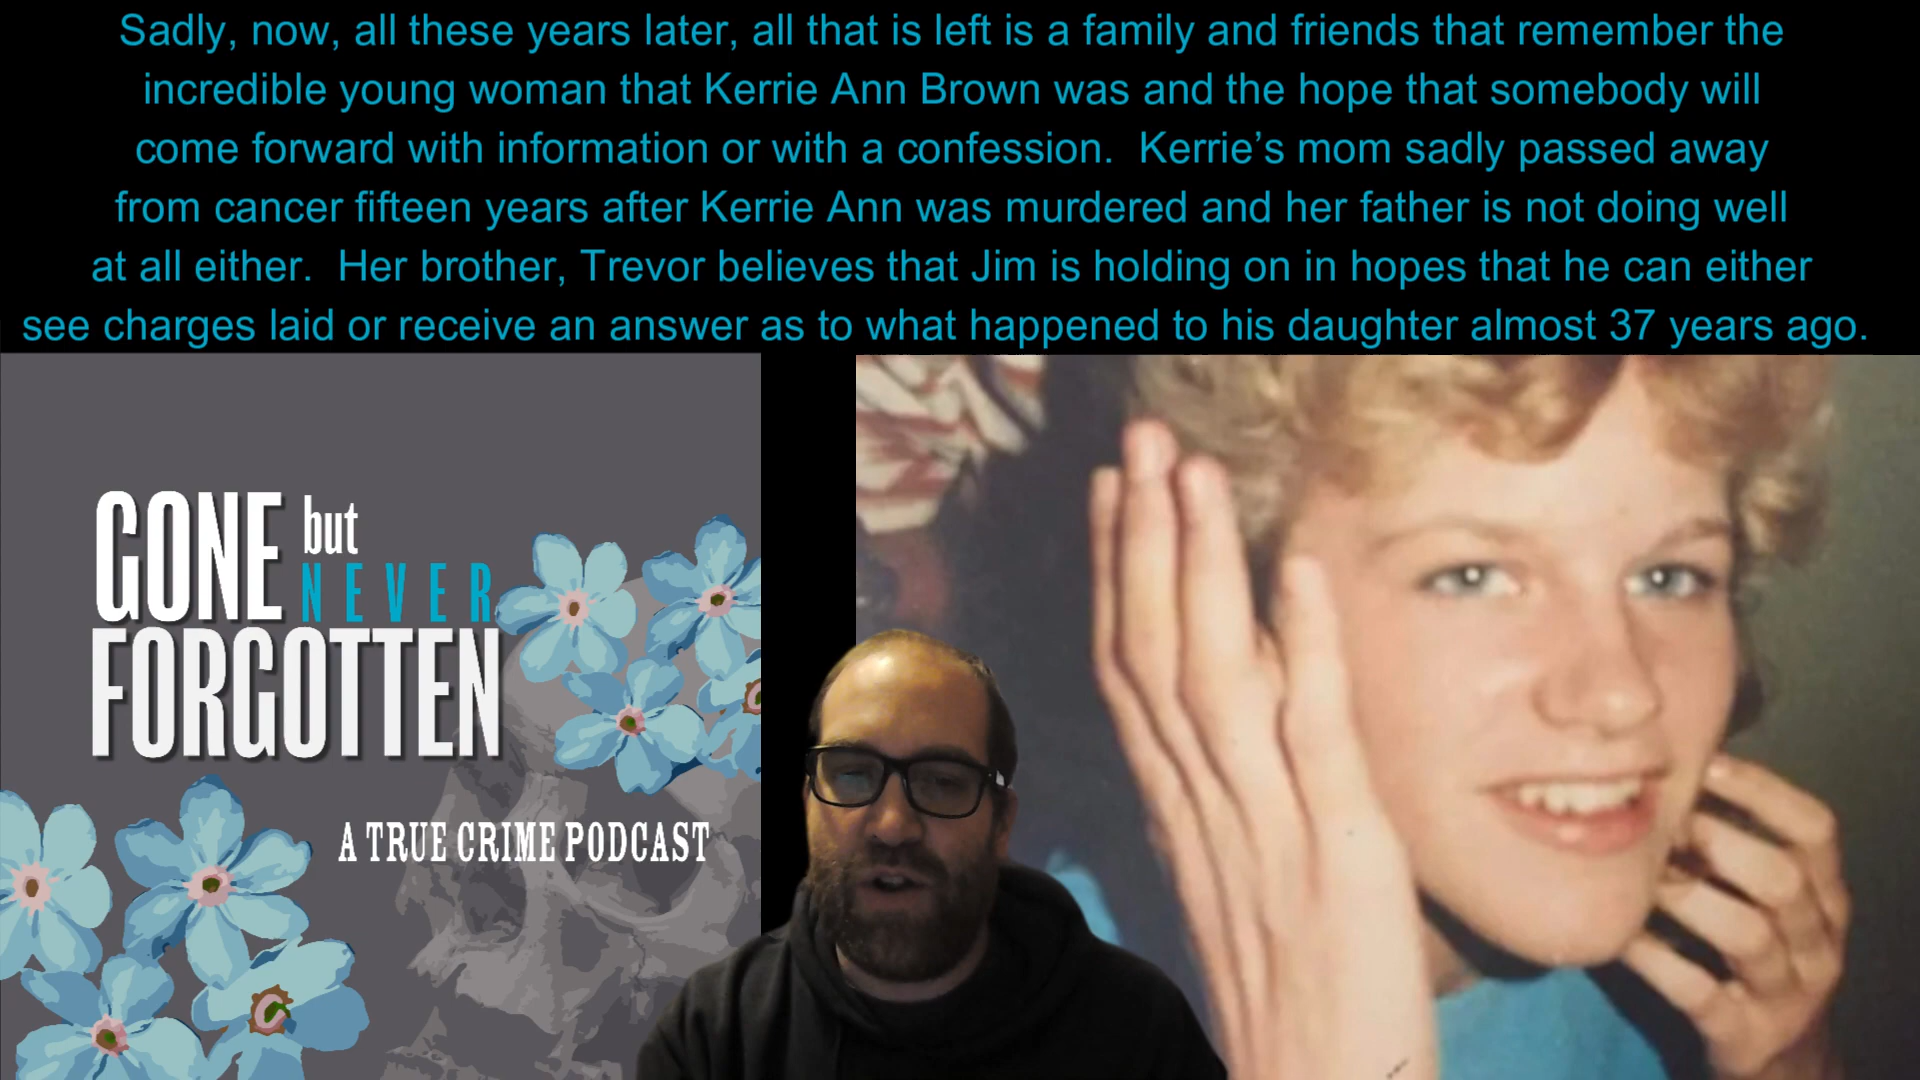 Sadly, now, all these years later, all that is left is a family and friends that remember the
incredible young woman that Kerrie Ann Brown was and the hope that somebody will
come forward with information or with a confession.  Kerrie’s mom sadly passed away
from cancer fifteen years after Kerrie Ann was murdered and her father is not doing well
at all either.  Her brother, Trevor believes that Jim is holding on in hopes that he can either
see charges laid or receive an answer as to what happened to his daughter almost 37 years ago.
GONE but
NEVER
FORGOTTEN
A TRUE CRIME PODCAST